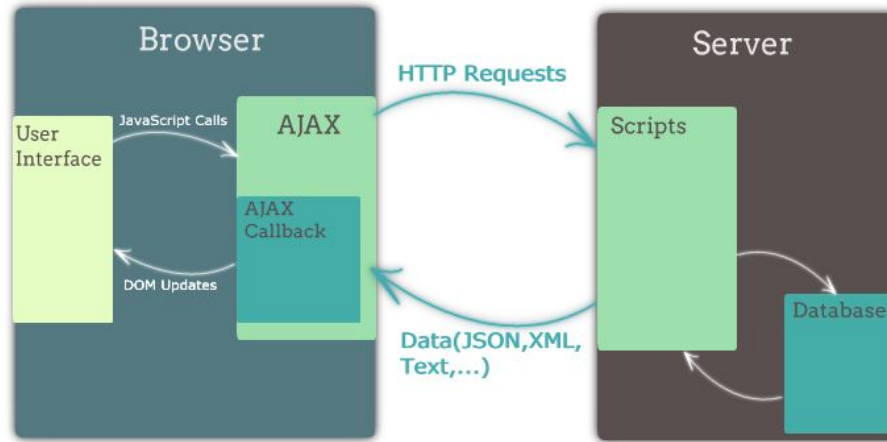 Browser
Server
HTTP Requests
JavaScript Calls
AJAX
Scripts
User
Interface
AJAX
Callback
DOM Updates
Database
Data(JSON,XML,
Text,...)